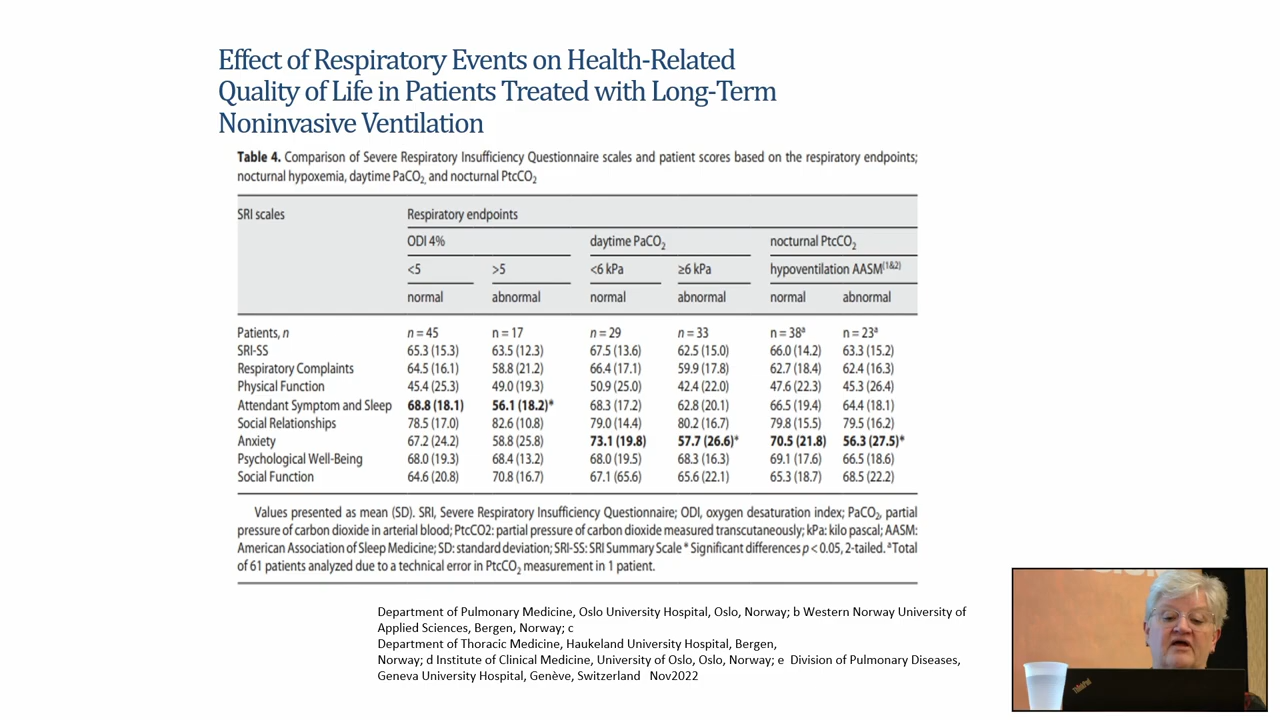 Effect of Respiratory Events on Health-Related
Quality of Life in Patients Treated with Long-Term
Noninvasive Ventilation
Table 4. Comparison of Severe Respiratory Insufficiency Questionnaire scales and patient scores based on the respiratory endpoints;
nocturnal hypoxemia, daytime PaCO2, and nocturnal PtcCO2
SRI scales Respiratory endpoints
ODI 4% daytime PaCO2 nocturnal PtcCO2
<5 >5 <6 kPa ≥6 kPa hypoventilation AASM(1&2)
normal abnormal normal abnormal normal abnormal
Patients, n n = 45 n = 17 n = 29 n = 33 n = 38a n = 23a
SRI-SS 65.3 (15.3) 63.5 (12.3) 67.5 (13.6) 62.5 (15.0) 66.0 (14.2) 63.3 (15.2)
Respiratory Complaints 64.5 (16.1) 58.8 (21.2) 66.4 (17.1) 59.9 (17.8) 62.7 (18.4) 62.4 (16.3)
Physical Function 45.4 (25.3) 49.0 (19.3) 50.9 (25.0) 42.4 (22.0) 47.6 (22.3) 45.3 (26.4)
Attendant Symptom and Sleep 68.8 (18.1) 56.1 (18.2)* 68.3 (17.2) 62.8 (20.1) 66.5 (19.4) 64.4 (18.1)
Social Relationships 78.5 (17.0) 82.6 (10.8) 79.0 (14.4) 80.2 (16.7) 79.8 (15.5) 79.5 (16.2)
Anxiety 67.2 (24.2) 58.8 (25.8) 73.1 (19.8) 57.7 (26.6)* 70.5 (21.8) 56.3 (27.5)*
Psychological Well-Being 68.0 (19.3) 68.4 (13.2) 68.0 (19.5) 68.3 (16.3) 69.1 (17.6) 66.5 (18.6)
Social Function 64.6 (20.8) 70.8 (16.7) 67.1 (65.6) 65.6 (22.1) 65.3 (18.7) 68.5 (22.2)
Values presented as mean (SD). SRI, Severe Respiratory Insufficiency Questionnaire; ODI, oxygen desaturation index; PaCO2, partial
pressure of carbon dioxide in arterial blood; PtcCO2: partial pressure of carbon dioxide measured transcutaneously; kPa: kilo pascal; AASM:
American Association of Sleep Medicine; SD: standard deviation; SRI-SS: SRI Summary Scale * Significant differences p < 0.05, 2-tailed. aTotal
of 61 patients analyzed due to a technical error in PtcCO2 measurement in 1 patient.
Department of Pulmonary Medicine, Oslo University Hospital, Oslo, Norway; b Western Norway University of
Applied Sciences, Bergen, Norway; c
Department of Thoracic Medicine, Haukeland University Hospital, Bergen,
Norway; d Institute of Clinical Medicine, University of Oslo, Oslo, Norway; e Division of Pulmonary Diseases,
Geneva University Hospital, Genève, Switzerland Nov2022
ThinkPad